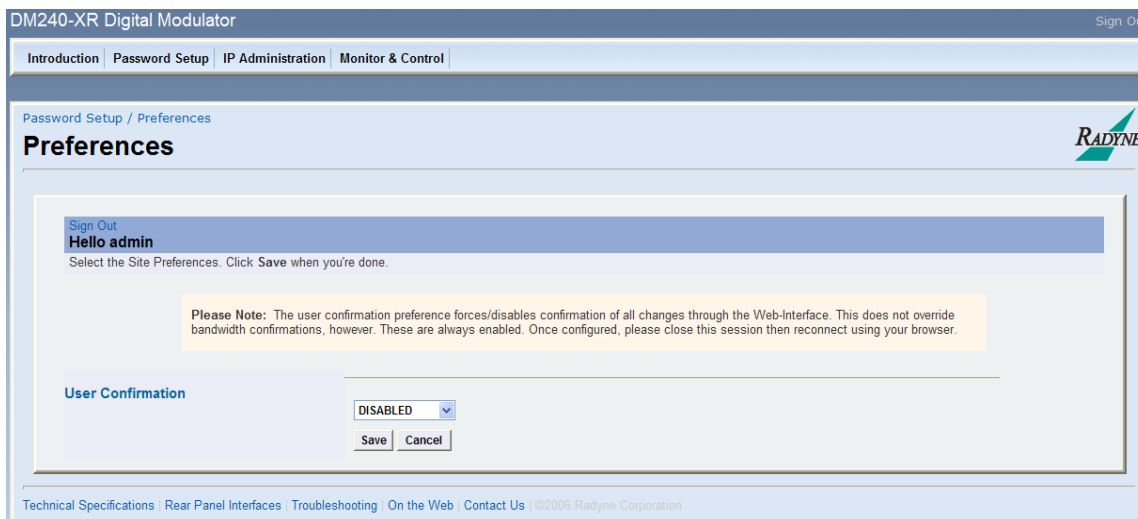 DM240-XR Digital Modulator
Sign
Introduction Password Setup IP Administration Monitor & Control
Password Setup / Preferences
RADYNE
Preferences
Sign Out
Hello admin
Select the Site Preferences. Click Save when you're done.
Please Note: The user confirmation preference forces/disables confirmation of all changes through the Web-Interface. This does not override
bandwidth confirmations, however. These are always enabled. Once configured, please close this session then reconnect using your browser.
User Confirmation
DISABLED
Save Cancel
Technical Specifications | Rear Panel Interfaces | Troubleshooting | On the Web | Contact Us | ©2006 Radyne Corporation